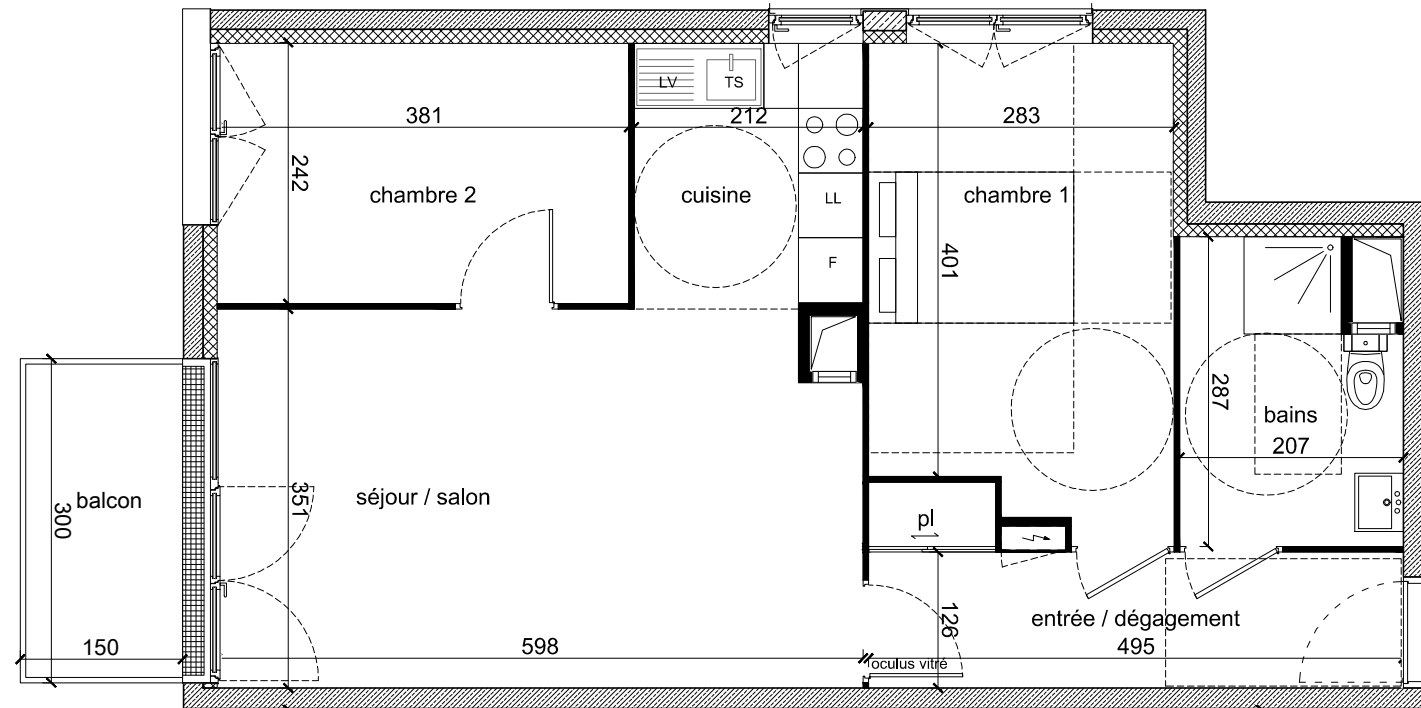 LV
TS
381
212
283
242
chambre 2
cuisine
LL
chambre 1
F
401
287
bains
207
balcon
300
séjour / salon
351
pl
126
entrée / dégagement
150
598
495
oculus vitré